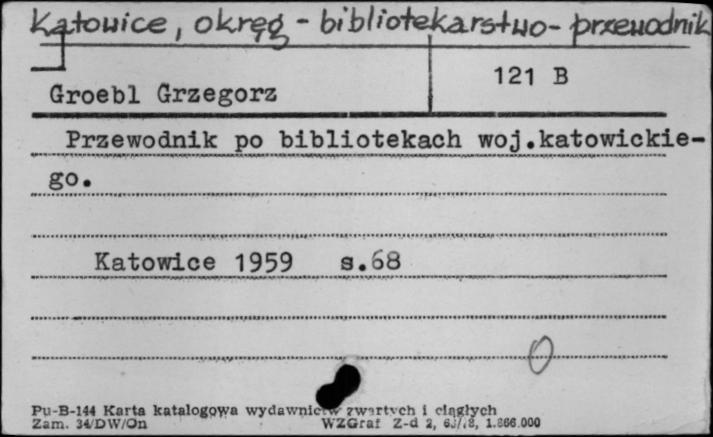 Katowice, okręg - bibliotekarstwo - przewodnik
121 B
Groebl Grzegorz
Przewodnik po bibliotekach woj.katowickie-
go.
Katowice 1959 s.68
0
Pu-B-144 Karta katalogowa wydawnictw zwartych i ciągłych
Zam. 34/DW/On WZGraf Z-d 2, 1.866.000